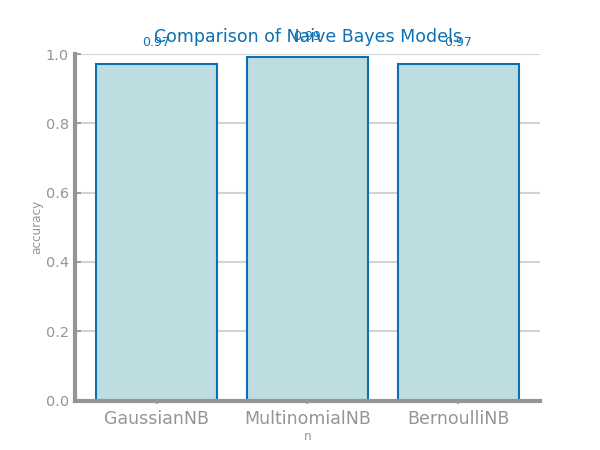 Comparison of Naive Bayes Models
0.97
0.99
0.97
1.0
0.8
0.6
0.4
0.2
0.0
accuracy
GaussianNB
MultinomialNB
BernoulliNB
n